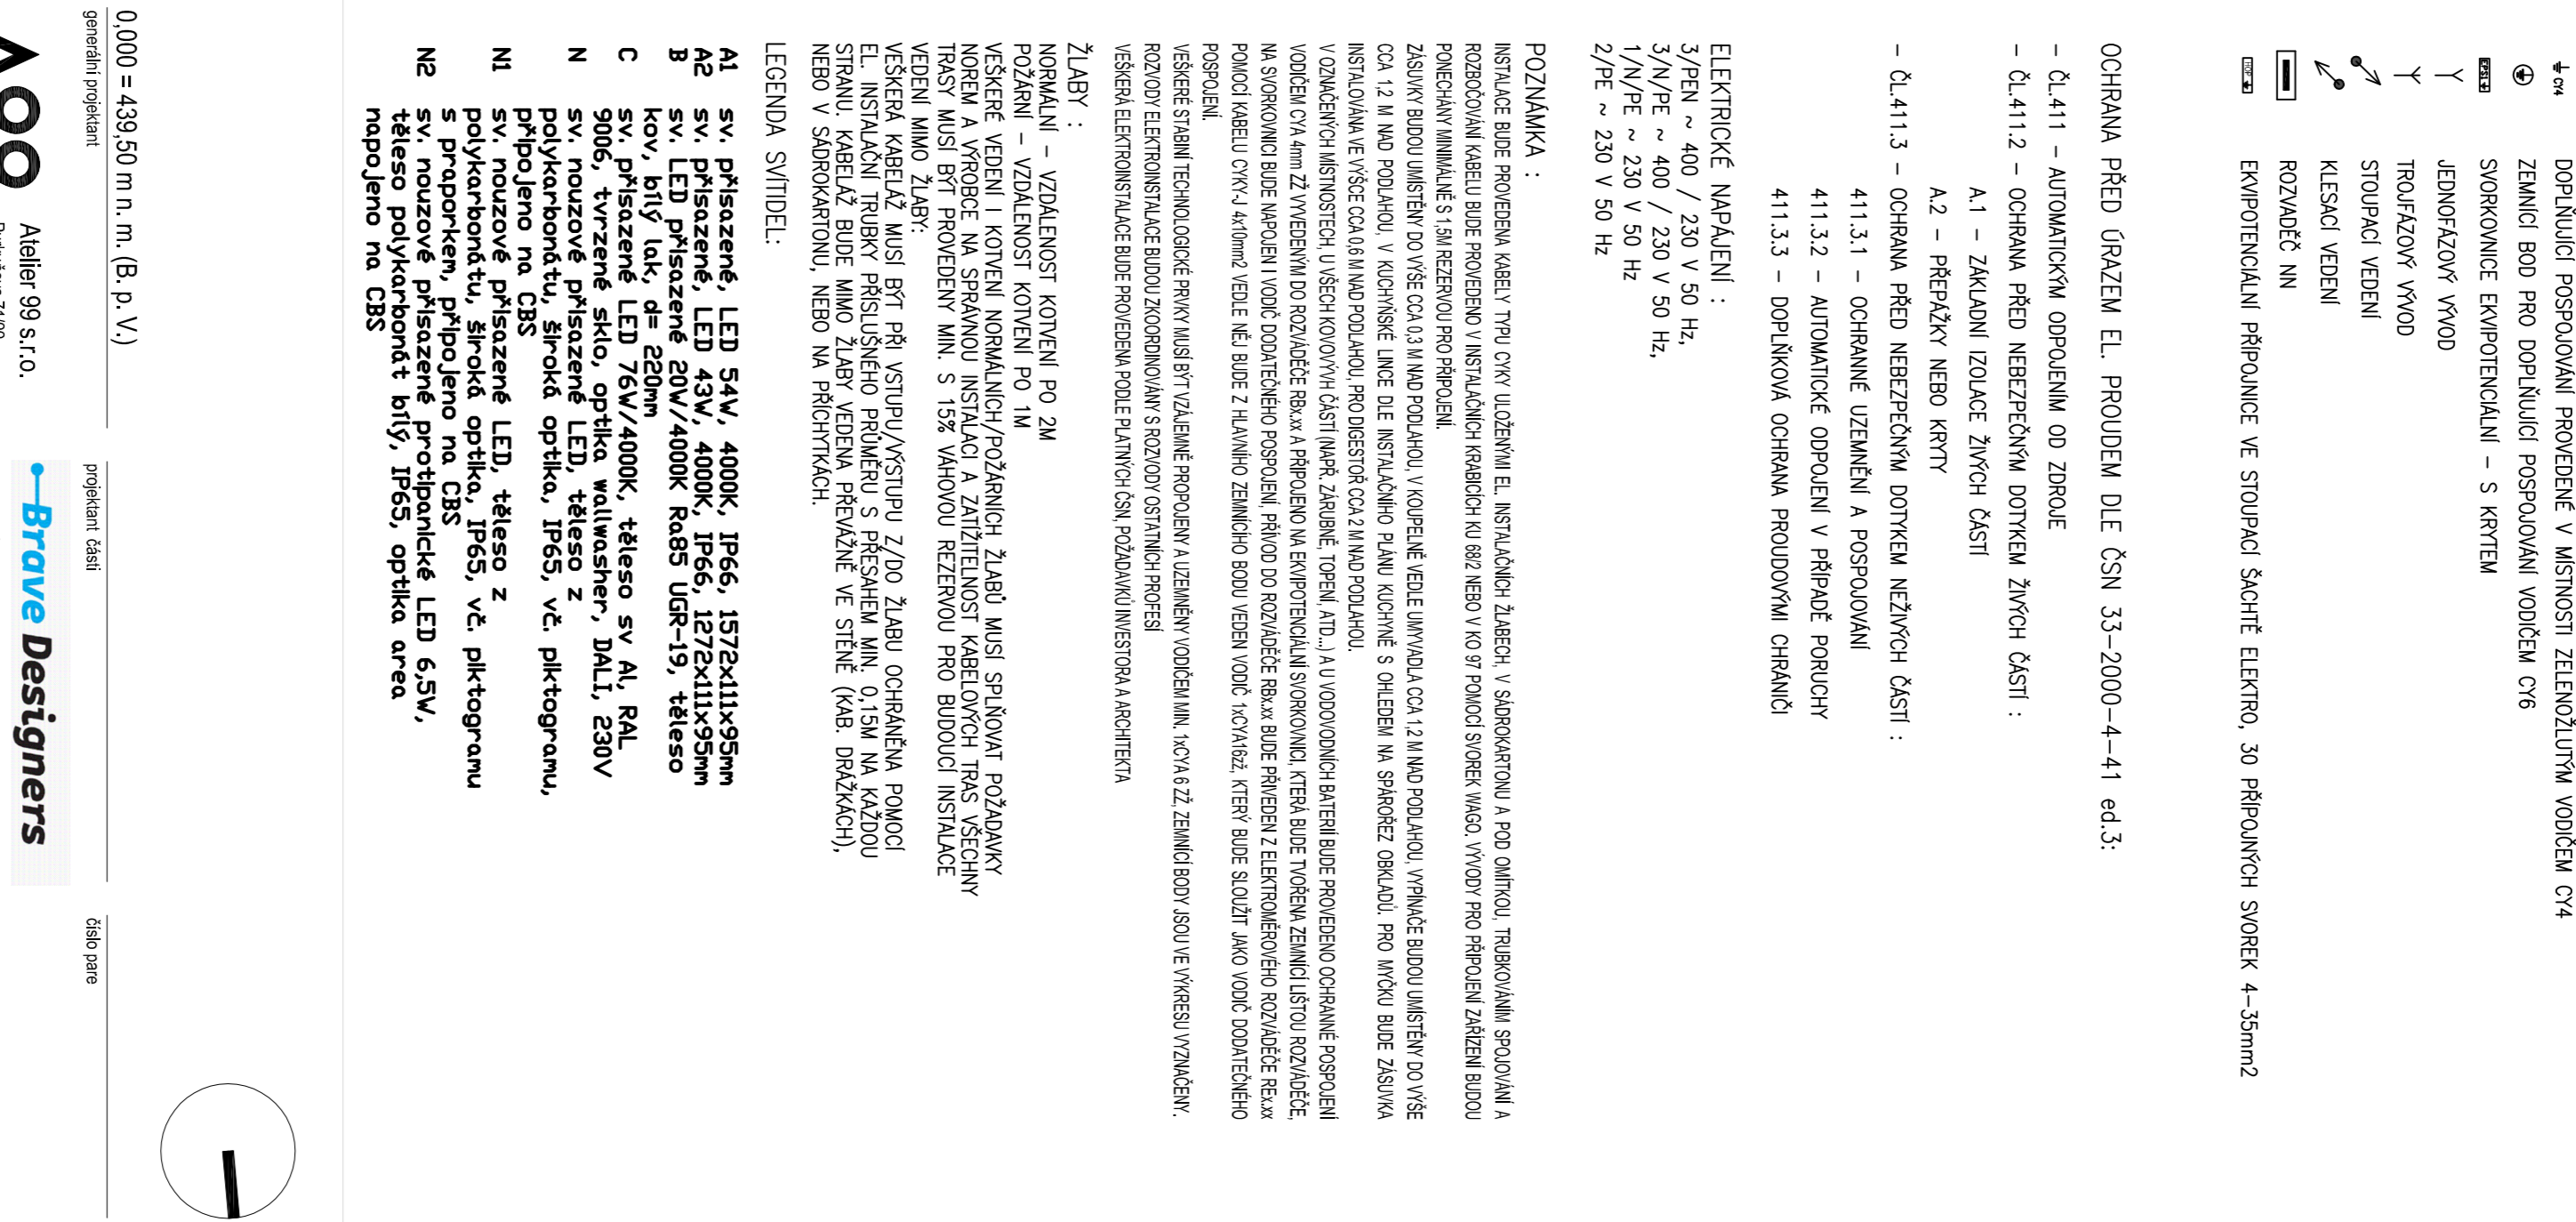 CY4 DOPLŇUJÍCÍ POSPOJOVÁNÍ PROVEDENÉ V MÍSTNOSTI ZELENOŽLUTÝM VODIČEM CY4
ZEMNÍCÍ BOD PRO DOPLŇUJÍCÍ POSPOJOVÁNÍ VODIČEM CY6
EPS1 SVORKOVNICE EKVIPOTENCIÁLNÍ – S KRYTEM
JEDNOFÁZOVÝ VÝVOD
TROJFÁZOVÝ VÝVOD
STOUPACÍ VEDENÍ
KLESACÍ VEDENÍ
ROZVADĚČ NN
HOP EKVIPOTENCIÁLNÍ PŘÍPOJNICE VE STOUPACÍ ŠACHTĚ ELEKTRO, 30 PŘÍPOJNÝCH SVOREK 4–35mm2
OCHRANA PŘED ÚRAZEM EL. PROUDEM DLE ČSN 33–2000–4–41 ed.3:
– ČL.411 – AUTOMATICKÝM ODPOJENÍM OD ZDROJE
– ČL.411.2 – OCHRANA PŘED NEBEZPEČNÝM DOTYKEM ŽIVÝCH ČÁSTÍ :
A.1 – ZÁKLADNÍ IZOLACE ŽIVÝCH ČÁSTÍ
A.2 – PŘEPÁŽKY NEBO KRYTY
– ČL.411.3 – OCHRANA PŘED NEBEZPEČNÝM DOTYKEM NEŽIVÝCH ČÁSTÍ :
411.3.1 – OCHRANNÉ UZEMNĚNÍ A POSPOJOVÁNÍ
411.3.2 – AUTOMATICKÉ ODPOJENÍ V PŘÍPADĚ PORUCHY
411.3.3 – DOPLŇKOVÁ OCHRANA PROUDOVÝMI CHRÁNIČI
ELEKTRICKÉ NAPÁJENÍ :
3/PEN ~ 400 / 230 V 50 Hz,
3/N/PE ~ 400 / 230 V 50 Hz,
1/N/PE ~ 230 V 50 Hz
2/PE ~ 230 V 50 Hz
POZNÁMKA :
INSTALACE BUDE PROVEDENA KABELY TYPU CYKY ULOŽENÝMI EL. INSTALAČNÍCH ŽLABECH, V SÁDROKARTONU A POD OMÍTKOU, TRUBKOVÁNÍM SPOJOVÁNÍ A
ROZBOČOVÁNÍ KABELU BUDE PROVEDENO V INSTALAČNÍCH KRABICÍCH KU 68/2 NEBO V KO 97 POMOCÍ SVOREK WAGO. VÝVODY PRO PŘIPOJENÍ ZAŘÍZENÍ BUDOU
PONECHÁNY MINIMÁLNĚ S 1,5M REZERVOU PRO PŘIPOJENÍ.
ZÁSUVKY BUDOU UMÍSTĚNY DO VÝŠE CCA 0,3 M NAD PODLAHOU, V KOUPELNĚ VEDLE UMYVADLA CCA 1,2 M NAD PODLAHOU, VYPÍNAČE BUDOU UMÍSTĚNY DO VÝŠE
CCA 1,2 M NAD PODLAHOU, V KUCHYŇSKÉ LINCE DLE INSTALAČNÍHO PLÁNU KUCHYNĚ S OHLEDEM NA SPÁROŘEZ OBKLADŮ. PRO MYČKU BUDE ZÁSUVKA
INSTALOVÁNA VE VÝŠCE CCA 0,6 M NAD PODLAHOU, PRO DIGESTOŘ CCA 2 M NAD PODLAHOU.
V OZNAČENÝCH MÍSTNOSTECH, U VŠECH KOVOVÝVH ČÁSTÍ (NAPŘ. ZÁRUBNĚ, TOPENÍ, ATD...) A U VODOVODNÍCH BATERIÍ BUDE PROVEDENO OCHRANNÉ POSPOJENÍ
VODIČEM CYA 4mm ZŽ VYVEDENÝM DO ROZVÁDĚČE RBx.xx A PŘIPOJENO NA EKVIPOTENCIÁLNÍ SVORKOVNICI, KTERÁ BUDE TVOŘENA ZEMNÍCÍ LIŠTOU ROZVÁDĚČE,
NA SVORKOVNICI BUDE NAPOJEN I VODIČ DODATEČNÉHO POSPOJENÍ, PŘÍVOD DO ROZVÁDĚČE RBx.xx BUDE PŘIVEDEN Z ELEKTROMĚROVÉHO ROZVÁDĚČE REx.xx
POMOCÍ KABELU CYKY-J 4x10mm2 VEDLE NĚJ BUDE Z HLAVNÍHO ZEMNÍCÍHO BODU VEDEN VODIČ 1xCYA16zž, KTERÝ BUDE SLOUŽIT JAKO VODIČ DODATEČNÉHO
POSPOJENÍ.
VEŠKERÉ STABINÍ TECHNOLOGICKÉ PRVKY MUSÍ BÝT VZÁJEMNĚ PROPOJENY A UZEMNĚNY VODIČEM MIN. 1xCYA 6 ZŽ, ZEMNÍCÍ BODY JSOU VE VÝKRESU VYZNAČENY.
ROZVODY ELEKTROINSTALACE BUDOU ZKOORDINOVÁNY S ROZVODY OSTATNÍCH PROFESÍ
VEŠKERÁ ELEKTROINSTALACE BUDE PROVEDENA PODLE PLATNÝCH ČSN, POŽADAVKŮ INVESTORA A ARCHITEKTA
ŽLABY :
NORMÁLNÍ – VZDÁLENOST KOTVENÍ PO 2M
POŽÁRNÍ – VZDÁLENOST KOTVENÍ PO 1M
VEŠKERÉ VEDENÍ I KOTVENÍ NORMÁLNÍCH/POŽÁRNÍCH ŽLABŮ MUSÍ SPLŇOVAT POŽADAVKY
NOREM A VÝROBCE NA SPRÁVNOU INSTALACI A ZATÍŽITELNOST KABELOVÝCH TRAS VŠECHNY
TRASY MUSÍ BÝT PROVEDENY MIN. S 15% VÁHOVOU REZERVOU PRO BUDOUCÍ INSTALACE
VEDENÍ MIMO ŽLABY:
VEŠKERÁ KABELÁŽ MUSÍ BÝT PŘI VSTUPU/VÝSTUPU Z/DO ŽLABU OCHRÁNĚNA POMOCÍ
EL. INSTALAČNÍ TRUBKY PŘÍSLUŠNÉHO PRŮMĚRU S PŘESAHEM MIN. 0,15M NA KAŽDOU
STRANU. KABELÁŽ BUDE MIMO ŽLABY VEDENA PŘEVÁŽNĚ VE STĚNĚ (KAB. DRÁŽKÁCH),
NEBO V SÁDROKARTONU, NEBO NA PŘÍCHYTKÁCH.
LEGENDA SVÍTIDEL:
A1 sv. přisazené, LED 54W, 4000K, IP66, 1572x111x95mm
A2 sv. přisazené, LED 43W, 4000K, IP66, 1272x111x95mm
B sv. LED přisazené 20W/4000K Ra85 UGR-19, těleso
kov, bílý lak, d= 220mm
C sv. přisazené LED 76W/4000K, těleso sv Al, RAL
9006, tvrzené sklo, optika wallwasher, DALI, 230V
N sv. nouzové přisazené LED, těleso z
polykarbonátu, široká optika, IP65, vč. piktogramu,
připojeno na CBS
N1 sv. nouzové přisazené LED, těleso z
polykarbonátu, široká optika, IP65, vč. piktogramu
s praporkem, připojeno na CBS
N2 sv. nouzové přisazené protipanické LED 6,5W,
těleso polykarbonát bílý, IP65, optika area
napojeno na CBS
0,000 = 439,50 m n. m. (B. p. V.)
generální projektant
projektant části
číslo pare
Atelier 99 s.r.o.
Brave Designers